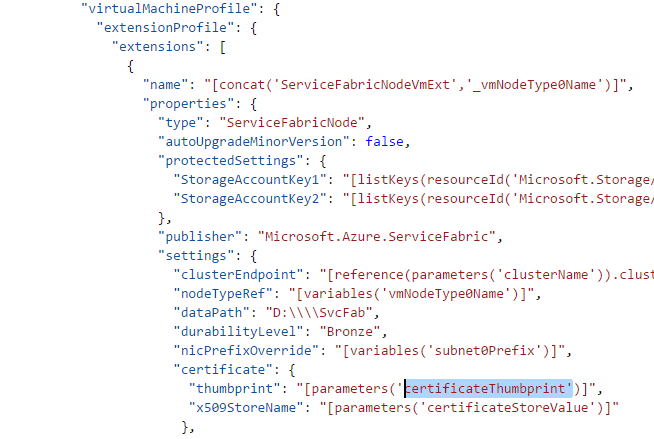 "virtualMachineProfile": {
"extensionProfile": {
"extensions": [
{
"name": "[concat('ServiceFabricNodeVmExt','_vmNodeType0Name')]",
"properties": {
"type": "ServiceFabricNode",
"autoUpgradeMinorVersion": false,
"protectedSettings": {
"StorageAccountKey1": "[listKeys(resourceId('Microsoft.Storage/
"StorageAccountKey2": "[listKeys(resourceId('Microsoft.Storage/
},
"publisher": "Microsoft.Azure.ServiceFabric",
"settings": {
"clusterEndpoint": "[reference(parameters('clusterName')).clust
"nodeTypeRef": "[variables('vmNodeType0Name')]",
"dataPath": "D:\\\\SvcFab",
"durabilityLevel": "Bronze",
"nicPrefixOverride": "[variables('subnet0Prefix')]",
"certificate": {
"thumbprint": "[parameters('certificateThumbprint')]",
"x509StoreName": "[parameters('certificateStoreValue')]"
},